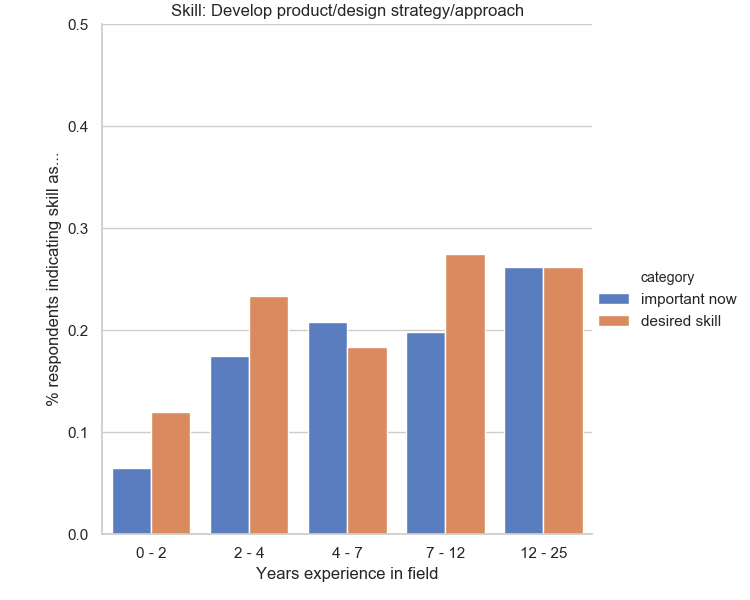 Skill: Develop product/design strategy/approach
0.5
0.4
0.3
0.2
0.1
0.0
% respondents indicating skill as...
0 - 2
2 - 4
4 - 7
7 - 12
12 - 25
Years experience in field
category
important now
desired skill